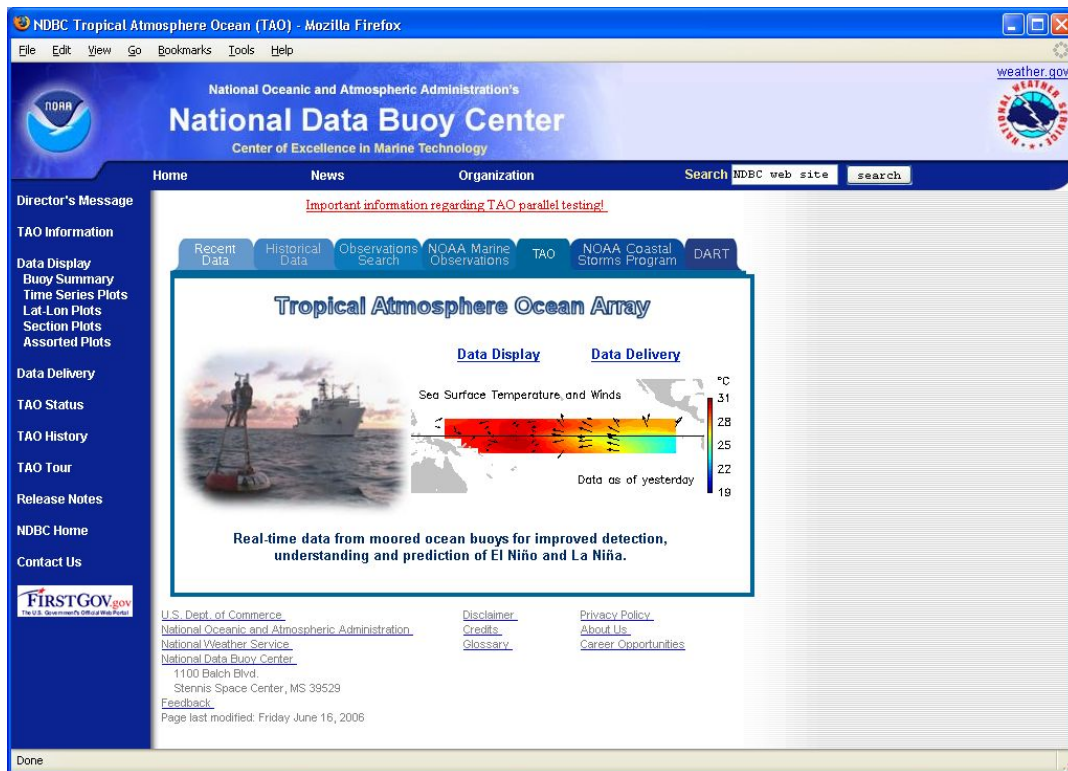 NDBC Tropical Atmosphere Ocean (TAO) - Mozilla Firefox
File Edit View Go Bookmarks Tools Help
weather.gov
NOAA
National Oceanic and Atmospheric Administration's
National Data Buoy Center
Center of Excellence in Marine Technology
NATIONAL WEATHER SERVICE
Home News Organization Search NDBC web site search
Director's Message
TAO Information
Data Display
Buoy Summary
Time Series Plots
Lat-Lon Plots
Section Plots
Assorted Plots
Data Delivery
TAO Status
TAO History
TAO Tour
Release Notes
NDBC Home
Contact Us
FIRSTGOV.gov
The U.S. Government's Official Web Portal
Important information regarding TAO parallel testing!
Recent Data
Historical Data
Observations Search
NOAA Marine Observations
TAO
NOAA Coastal Storms Program
DART
Tropical Atmosphere Ocean Array
Data Display Data Delivery
Sea Surface Temperature and Winds
°C
31
28
25
22
19
Data as of yesterday
Real-time data from moored ocean buoys for improved detection,
understanding and prediction of El Niño and La Niña.
U.S. Dept. of Commerce Disclaimer Privacy Policy
National Oceanic and Atmospheric Administration Credits About Us
National Weather Service Glossary Career Opportunities
National Data Buoy Center
1100 Balch Blvd.
Stennis Space Center, MS 39529
Feedback
Page last modified: Friday June 16, 2006
Done